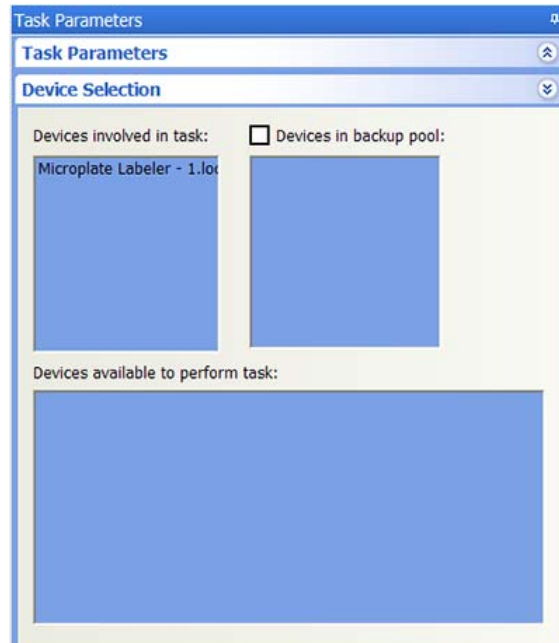 Task Parameters
Task Parameters
Device Selection
Devices involved in task:
Devices in backup pool:
Microplate Labeler - 1.loc
Devices available to perform task: